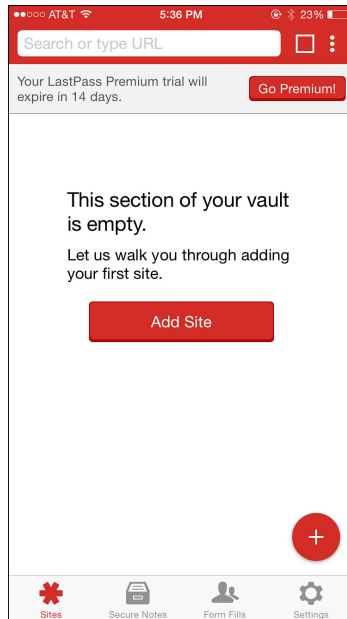 AT&T 5:36 PM 23%
Search or type URL
Your LastPass Premium trial will
expire in 14 days.
Go Premium!
This section of your vault
is empty.
Let us walk you through adding
your first site.
Add Site
Sites Secure Notes Form Fills Settings